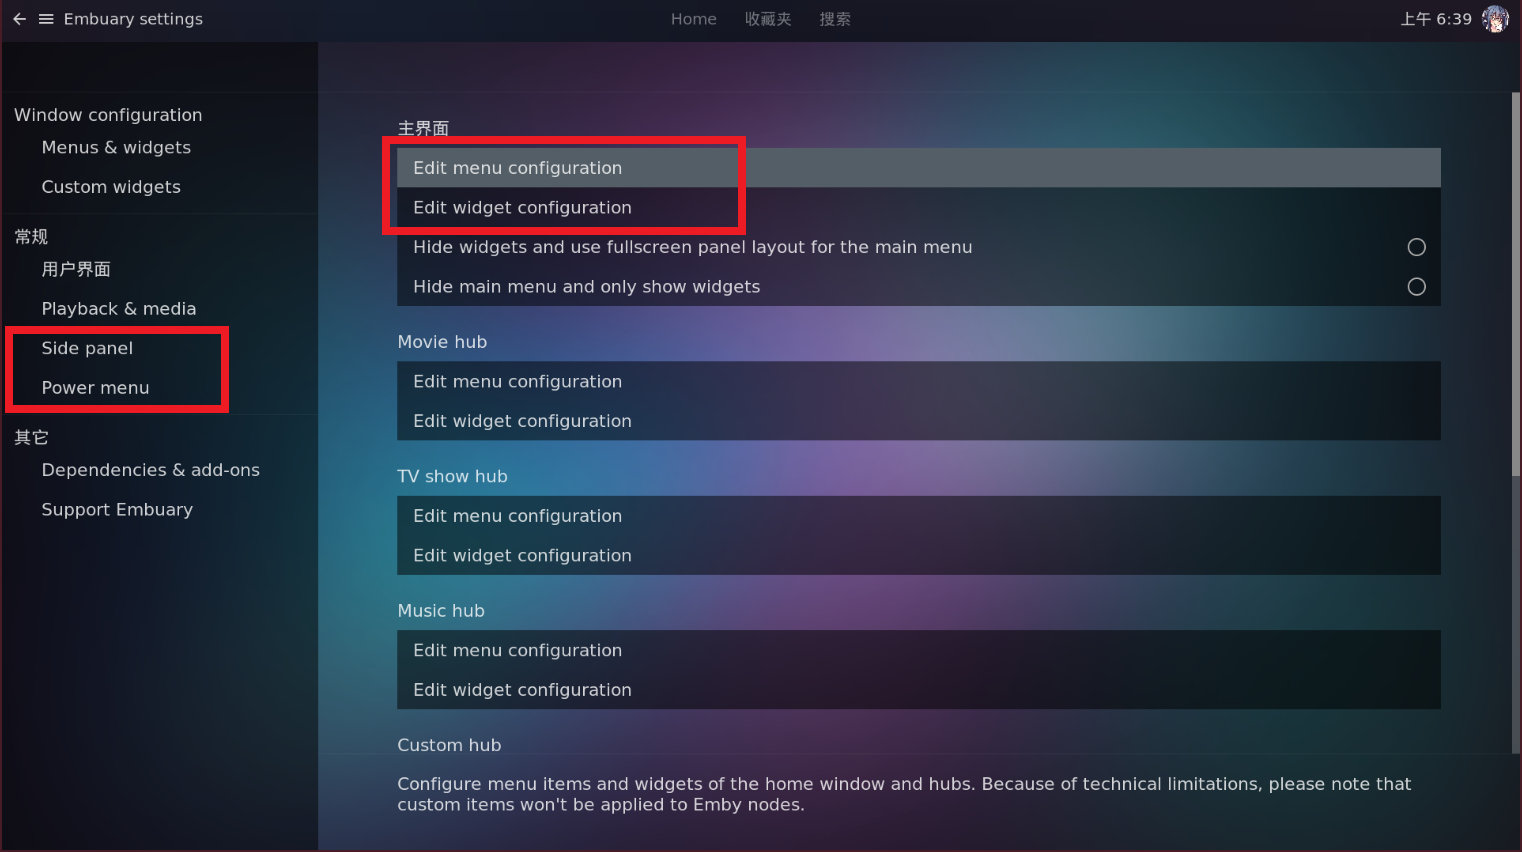 Embuary settings
Home 收藏夹 搜索
上午 6:39
Window configuration
Menus & widgets
Custom widgets
常规
用户界面
Playback & media
Side panel
Power menu
其它
Dependencies & add-ons
Support Embuary
主界面
Edit menu configuration
Edit widget configuration
Hide widgets and use fullscreen panel layout for the main menu
Hide main menu and only show widgets
Movie hub
Edit menu configuration
Edit widget configuration
TV show hub
Edit menu configuration
Edit widget configuration
Music hub
Edit menu configuration
Edit widget configuration
Custom hub
Configure menu items and widgets of the home window and hubs. Because of technical limitations, please note that
custom items won't be applied to Emby nodes.